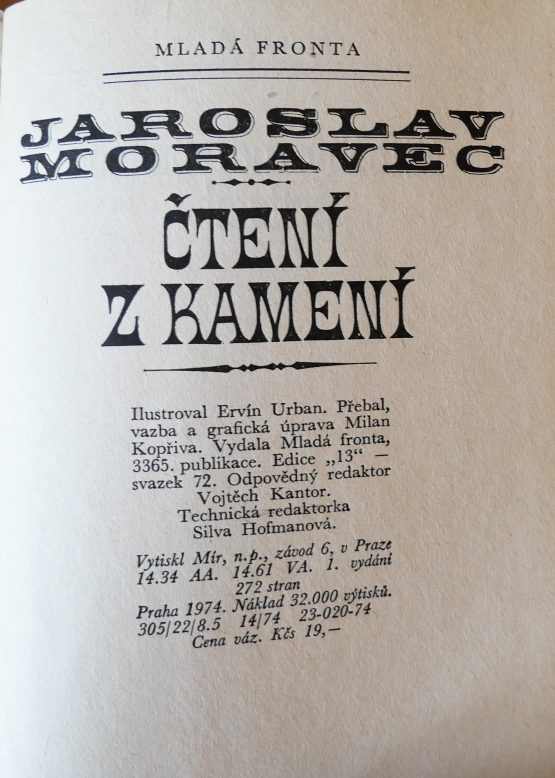 MLADÁ FRONTA
JAROSLAV
MORAVEC
ČTENÍ
Z KAMENÍ
Ilustroval Ervín Urban. Přebal,
vazba a grafická úprava Milan
Kopřiva. Vydala Mladá fronta,
3365. publikace. Edice „13“ –
svazek 72. Odpovědný redaktor
Vojtěch Kantor.
Technická redaktorka
Silva Hofmanová.
Vytiskl Mír, n.p., závod 6, v Praze
14.34 AA. 14.61 VA. 1. vydání
272 stran
Praha 1974. Náklad 32.000 výtisků.
305/22/8.5 14/74 23-020-74
Cena váz. Kčs 19,–